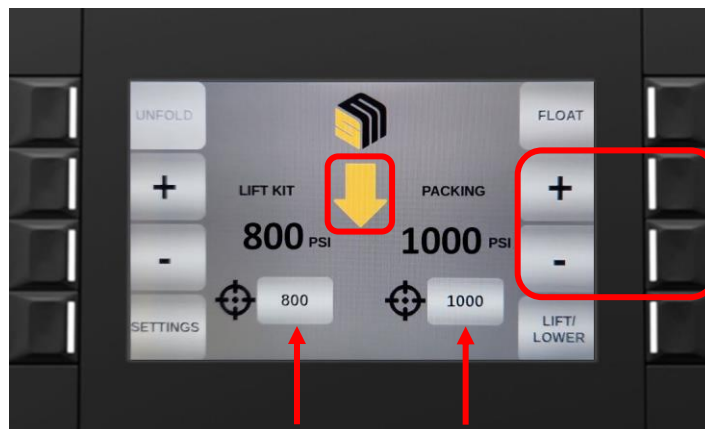 UNFOLD
FLOAT
+
LIFT KIT
PACKING
+
800 PSI
1000 PSI
-
-
800
1000
SETTINGS
LIFT/
LOWER